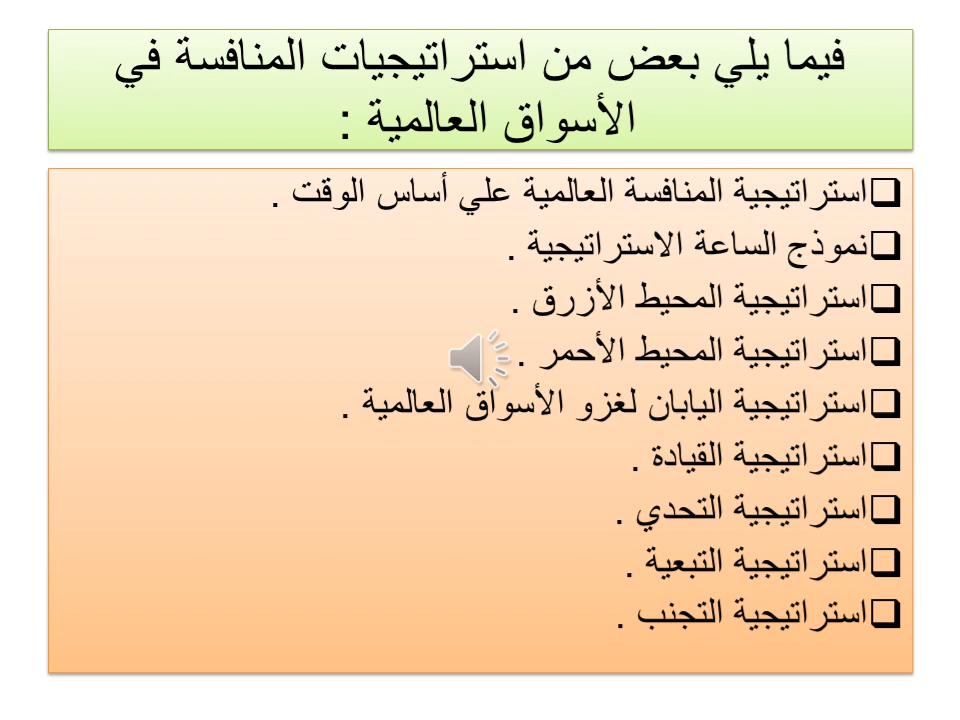 فيما يلي بعض من استراتيجيات المنافسة في
الأسواق العالمية :
❑استراتيجية المنافسة العالمية علي أساس الوقت .
❑نموذج الساعة الاستراتيجية .
❑استراتيجية المحيط الأزرق .
❑استراتيجية المحيط الأحمر .
❑استراتيجية اليابان لغزو الأسواق العالمية .
❑استراتيجية القيادة .
❑استراتيجية التحدي .
❑استراتيجية التبعية .
❑استراتيجية التجنب .